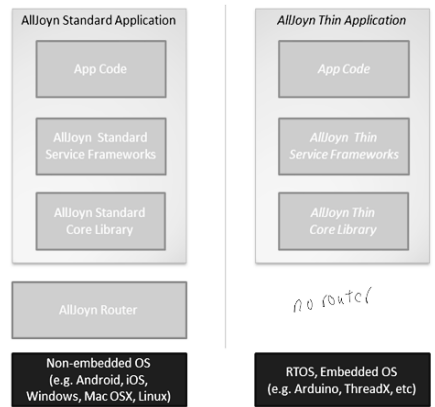 AllJoyn Standard Application
App Code
AllJoyn Standard
Service Frameworks
AllJoyn Standard
Core Library
AllJoyn Router
Non-embedded OS
(e.g. Android, iOS,
Windows, Mac OSX, Linux)
AllJoyn Thin Application
App Code
AllJoyn Thin
Service Frameworks
AllJoyn Thin
Core Library
no router
RTOS, Embedded OS
(e.g. Arduino, ThreadX, etc)